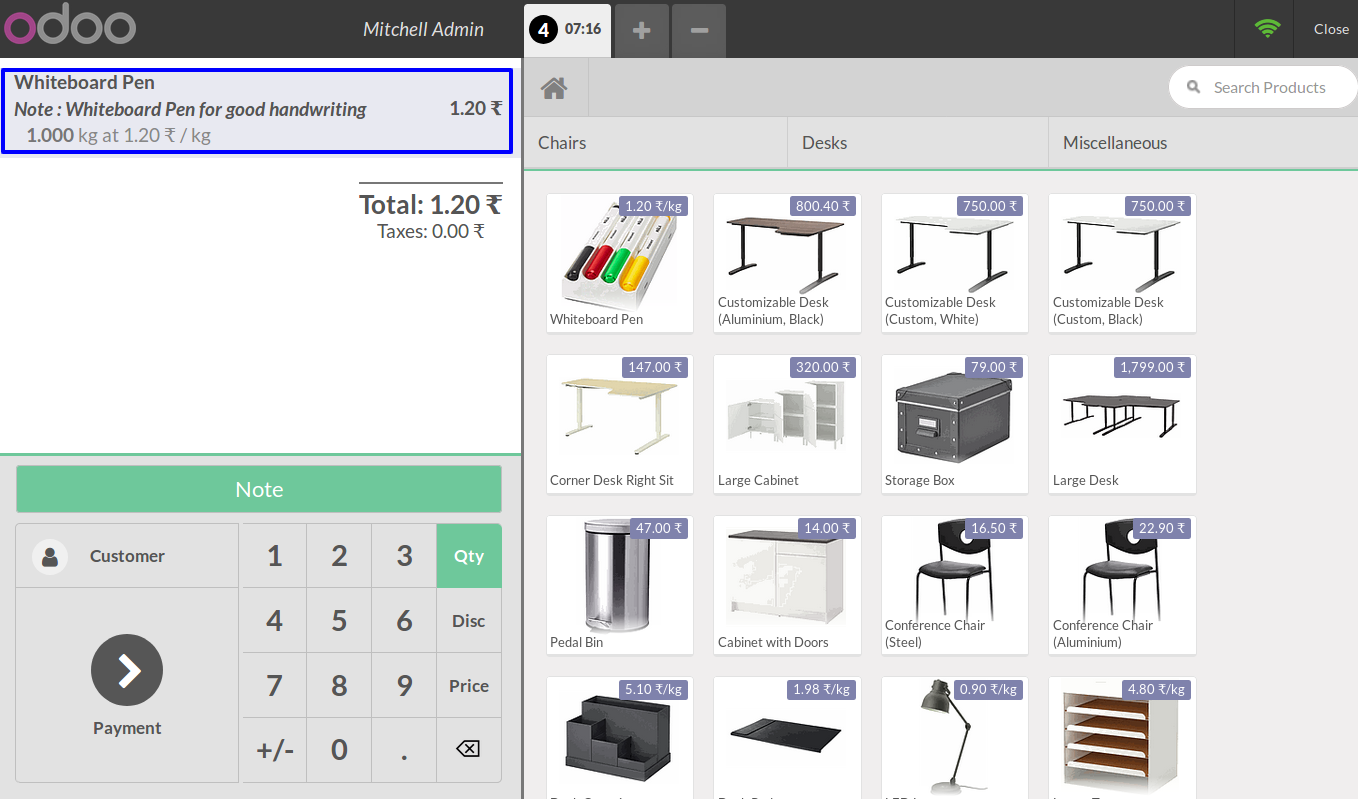 odoo
Mitchell Admin
4 07:16
Close
Whiteboard Pen
Note : Whiteboard Pen for good handwriting
1.20 ₹
1.000 kg at 1.20 ₹ / kg
Total: 1.20 ₹
Taxes: 0.00 ₹
Search Products
Chairs
Desks
Miscellaneous
1.20 ₹/kg
Whiteboard Pen
800.40 ₹
Customizable Desk
(Aluminium, Black)
750.00 ₹
Customizable Desk
(Custom, White)
750.00 ₹
Customizable Desk
(Custom, Black)
147.00 ₹
Corner Desk Right Sit
320.00 ₹
Large Cabinet
79.00 ₹
Storage Box
1,799.00 ₹
Large Desk
47.00 ₹
Pedal Bin
14.00 ₹
Cabinet with Doors
16.50 ₹
Conference Chair
(Steel)
22.90 ₹
Conference Chair
(Aluminium)
5.10 ₹/kg
1.98 ₹/kg
0.90 ₹/kg
4.80 ₹/kg
Note
Customer
Payment
1 2 3 Qty
4 5 6 Disc
7 8 9 Price
+/- 0 .